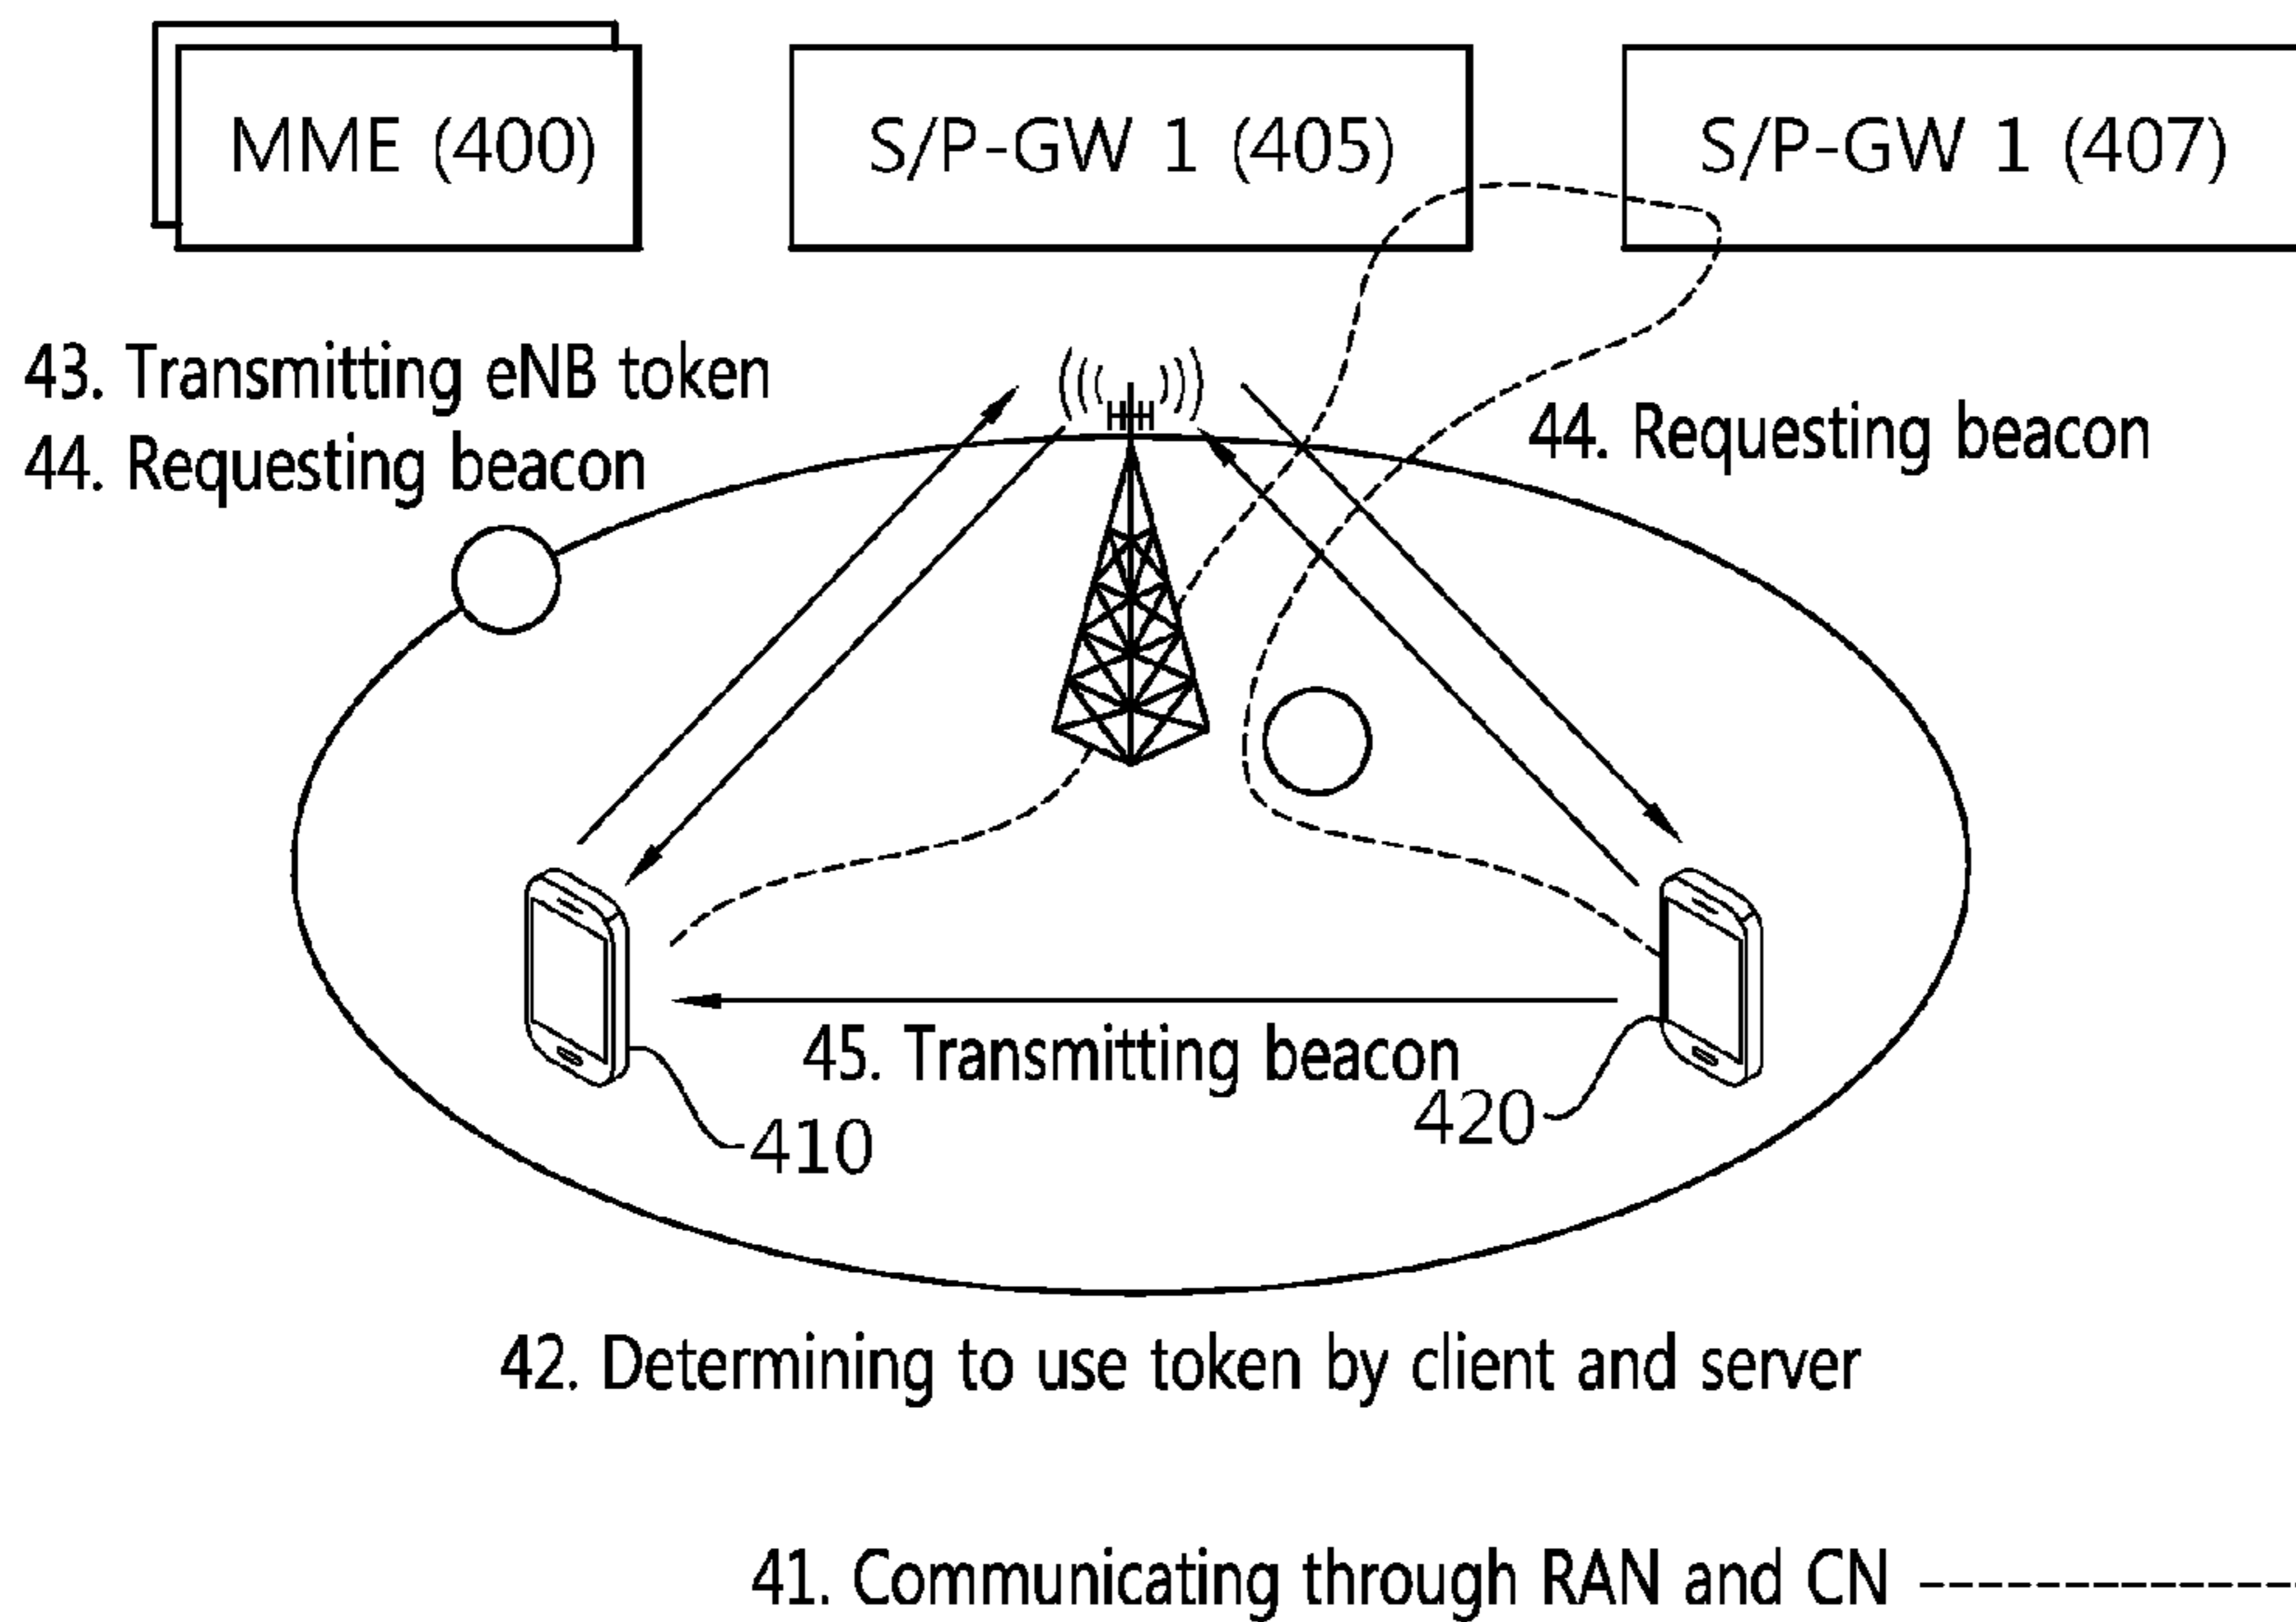 MME (400)
S/P-GW 1 (405)
S/P-GW 1 (407)
43. Transmitting eNB token
44. Requesting beacon
44. Requesting beacon
45. Transmitting beacon
410
420
42. Determining to use token by client and server
41. Communicating through RAN and CN